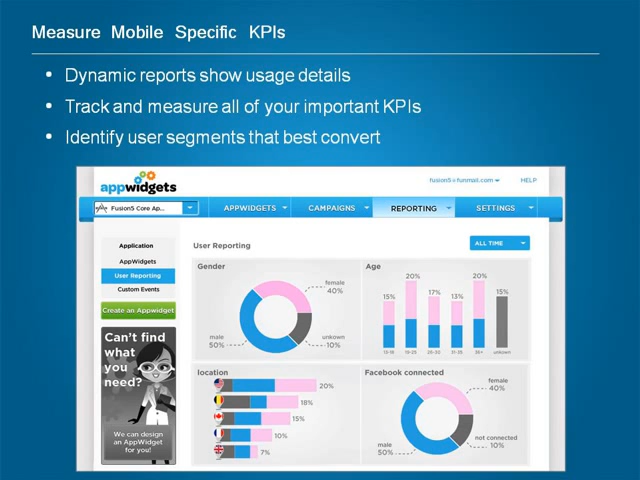 Measure Mobile Specific KPIs
• Dynamic reports show usage details
• Track and measure all of your important KPIs
• Identify user segments that best convert
appwidgets
fusion5@funmail.com
HELP
Fusion5 Core Ap...
APPWIDGETS
CAMPAIGNS
REPORTING
SETTINGS
Application
AppWidgets
User Reporting
Custom Events
Create an Appwidget
Can't find
what
you
need?
We can design
an AppWidget
for you!
User Reporting
ALL TIME
Gender
female
40%
male
50%
unkown
10%
Age
15%
20%
17%
13%
20%
15%
13-18
19-25
26-30
31-35
36+
unkown
location
20%
18%
15%
10%
7%
Facebook connected
female
40%
male
50%
not connected
10%